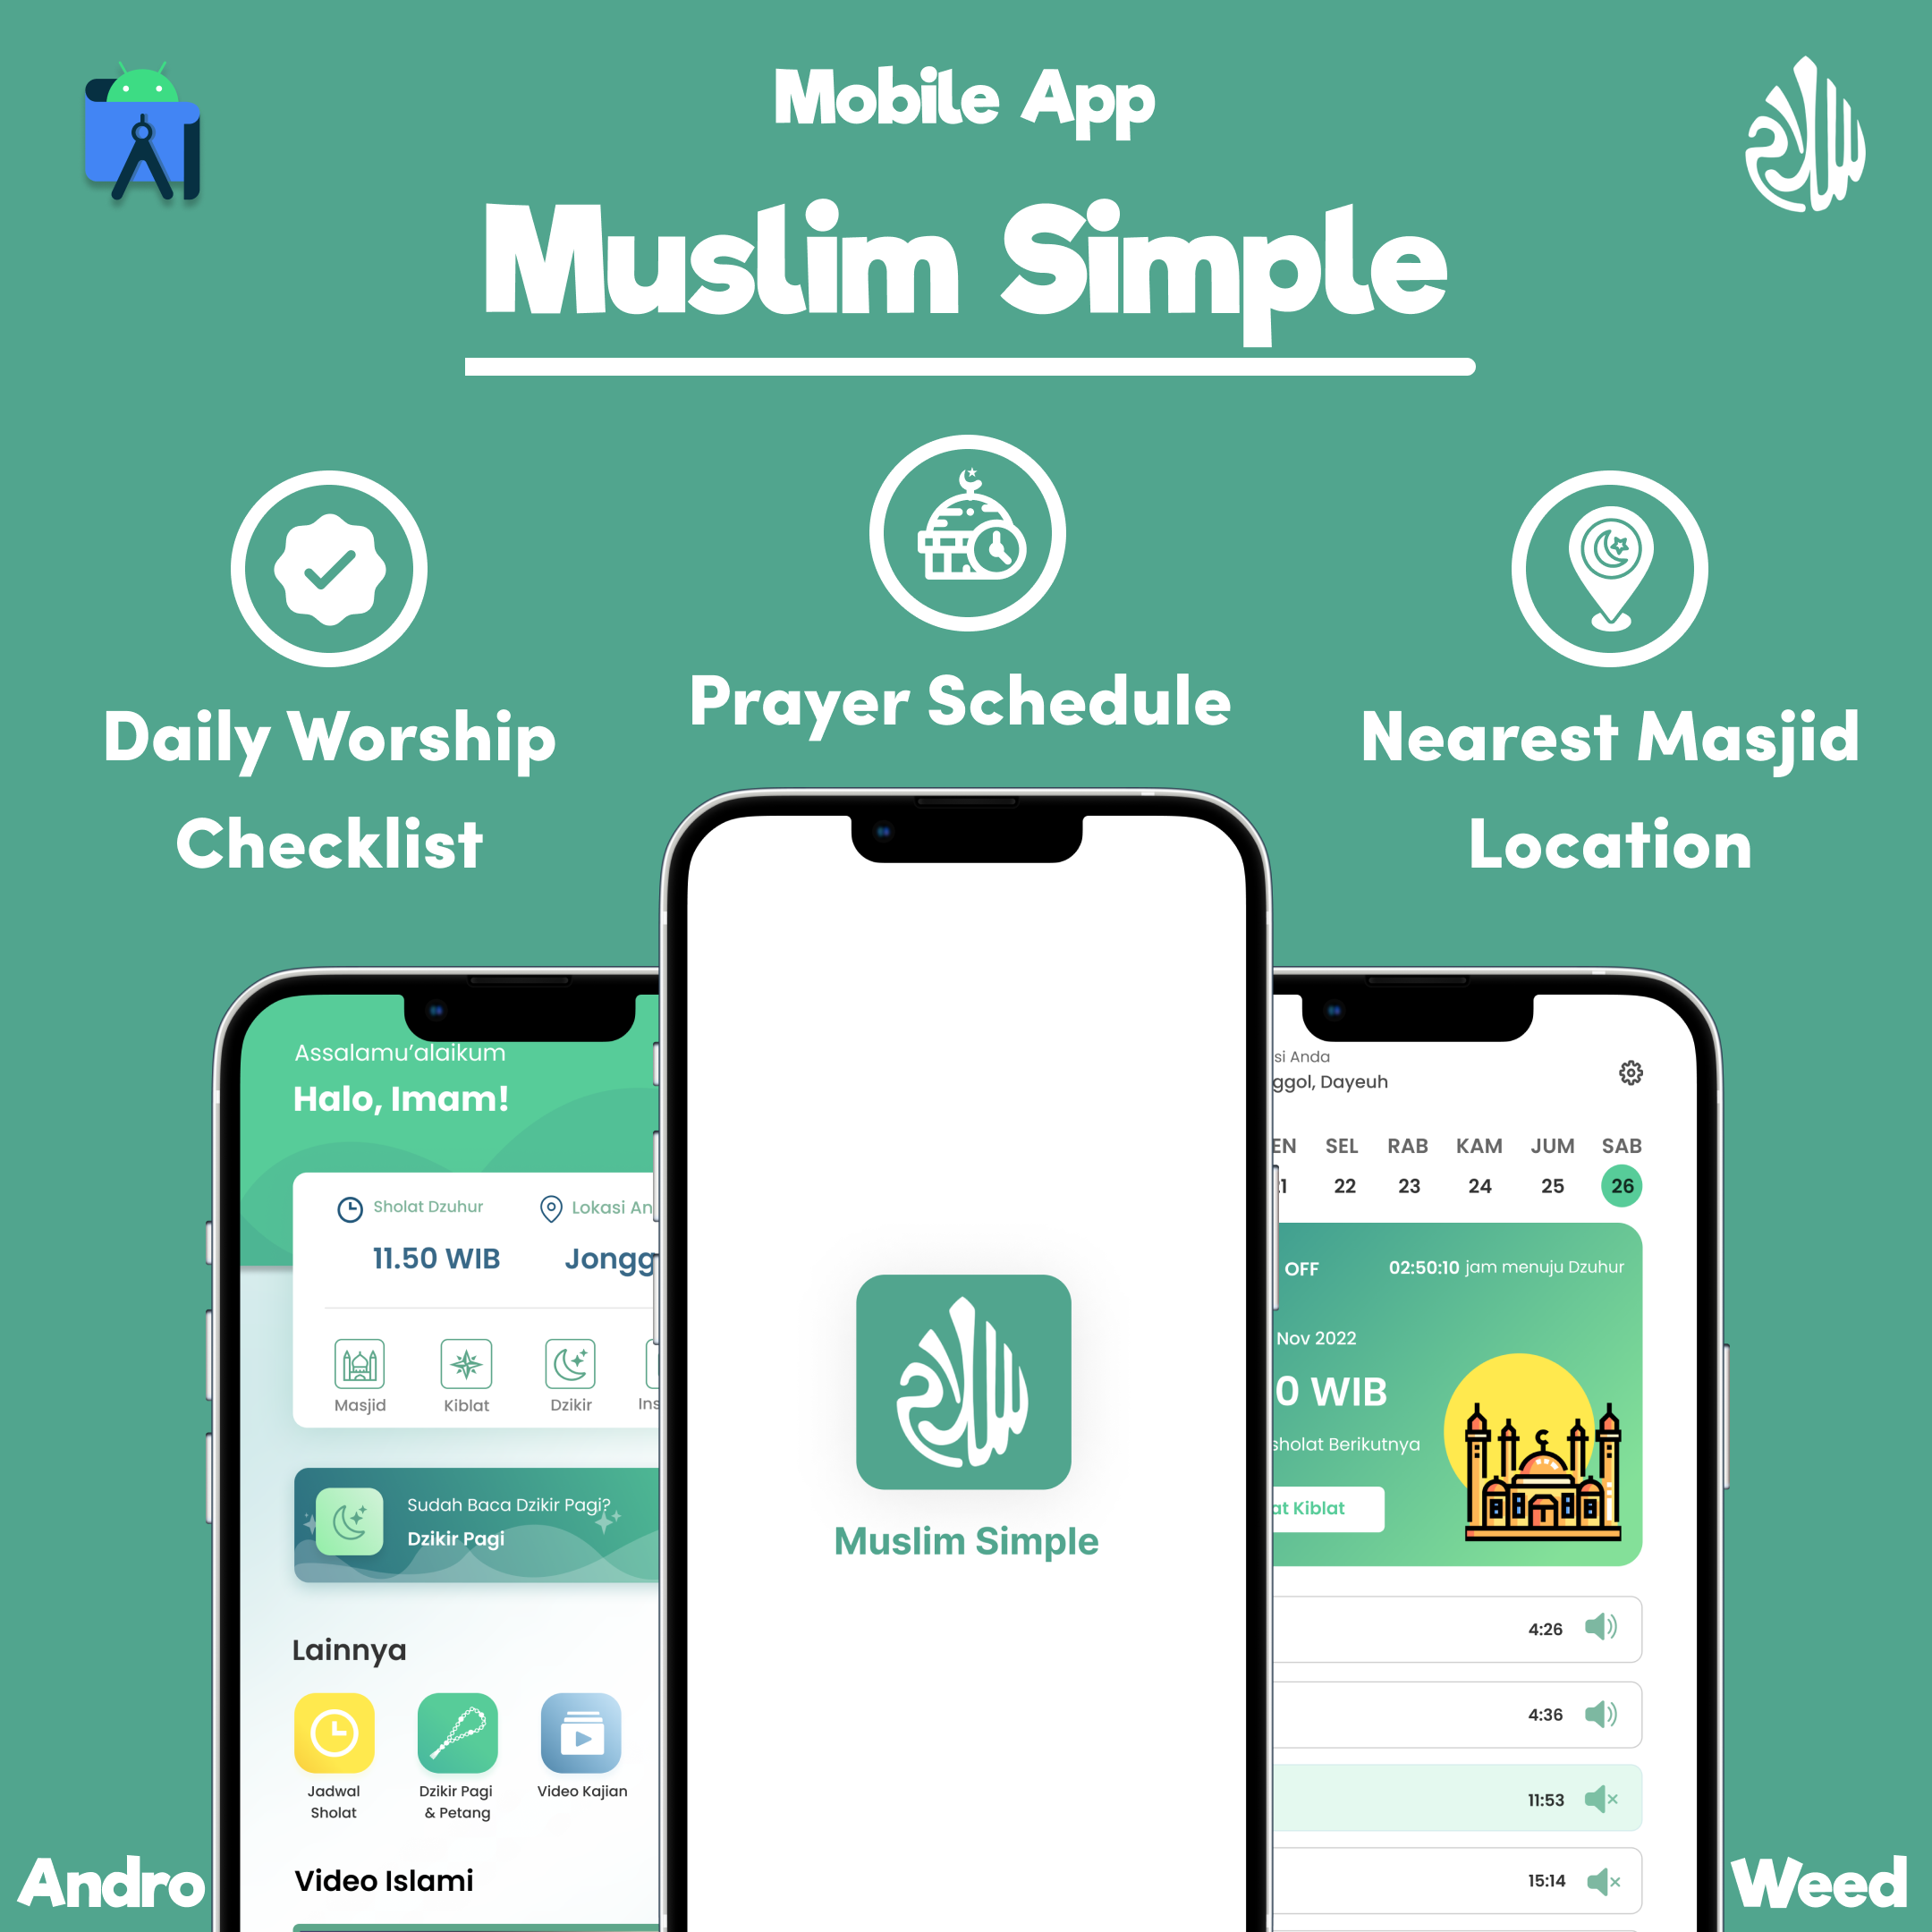 Mobile App
Muslim Simple
Daily Worship
Checklist
Prayer Schedule
Nearest Masjid
Location
Assalamu’alaikum
Halo, Imam!
Sholat Dzuhur
Lokasi An
11.50 WIB
Jongg
Masjid
Kiblat
Dzikir
Ins
Sudah Baca Dzikir Pagi?
Dzikir Pagi
Lainnya
Jadwal
Sholat
Dzikir Pagi
& Petang
Video Kajian
Video Islami
Muslim Simple
si Anda
ggol, Dayeuh
EN SEL RAB KAM JUM SAB
1 22 23 24 25 26
OFF
02:50:10 jam menuju Dzuhur
Nov 2022
0 WIB
sholat Berikutnya
at Kiblat
4:26
4:36
11:53
15:14
Andro
Weed